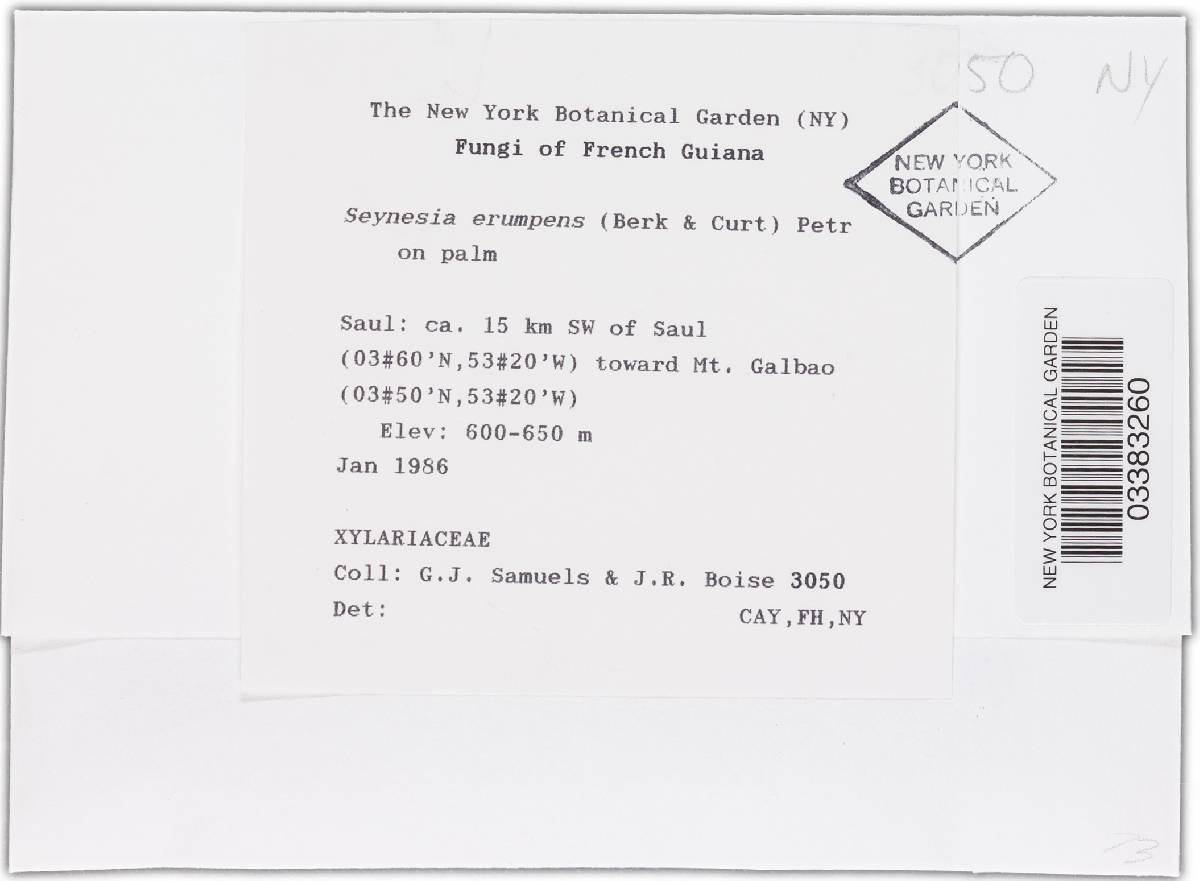 3050 NY
The New York Botanical Garden (NY)
Fungi of French Guiana
NEW YORK
BOTANICAL
GARDEN
Seynesia erumpens (Berk & Curt) Petr
on palm
Saul: ca. 15 km SW of Saul
(03#60'N,53#20'W) toward Mt. Galbao
(03#50'N,53#20'W)
Elev: 600-650 m
Jan 1986
XYLARIACEAE
Coll: G.J. Samuels & J.R. Boise 3050
Det: CAY,FH,NY
NEW YORK BOTANICAL GARDEN
03383260